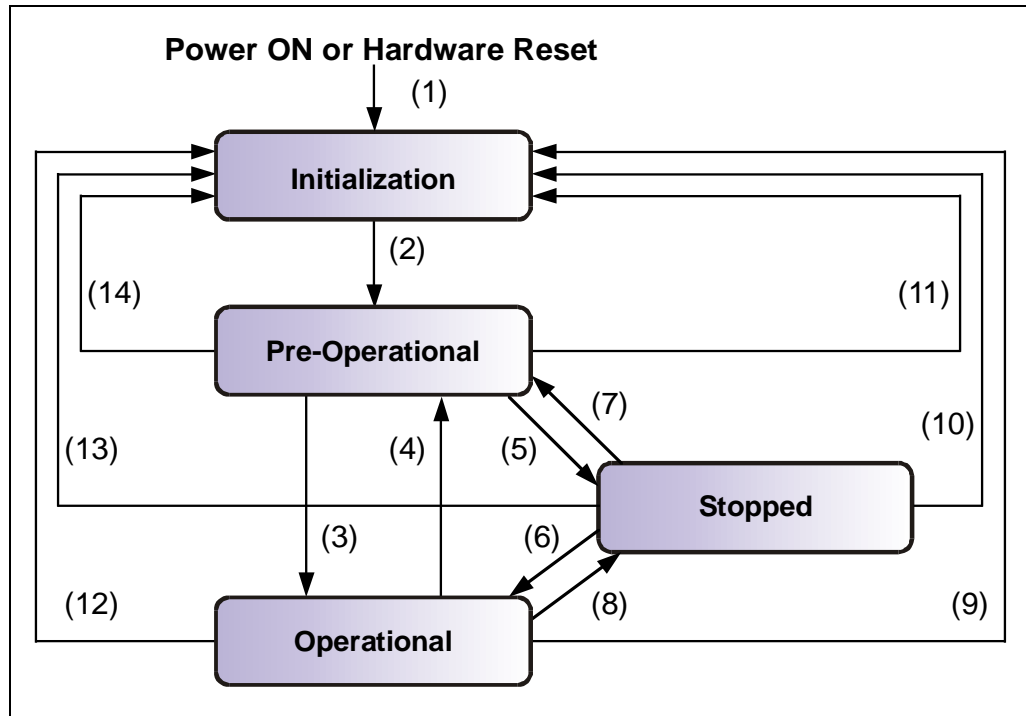 Power ON or Hardware Reset
(1)
Initialization
(2)
(14)
(11)
Pre-Operational
(7)
(13)
(4)
(5)
(10)
Stopped
(3)
(6)
(12)
(8)
(9)
Operational